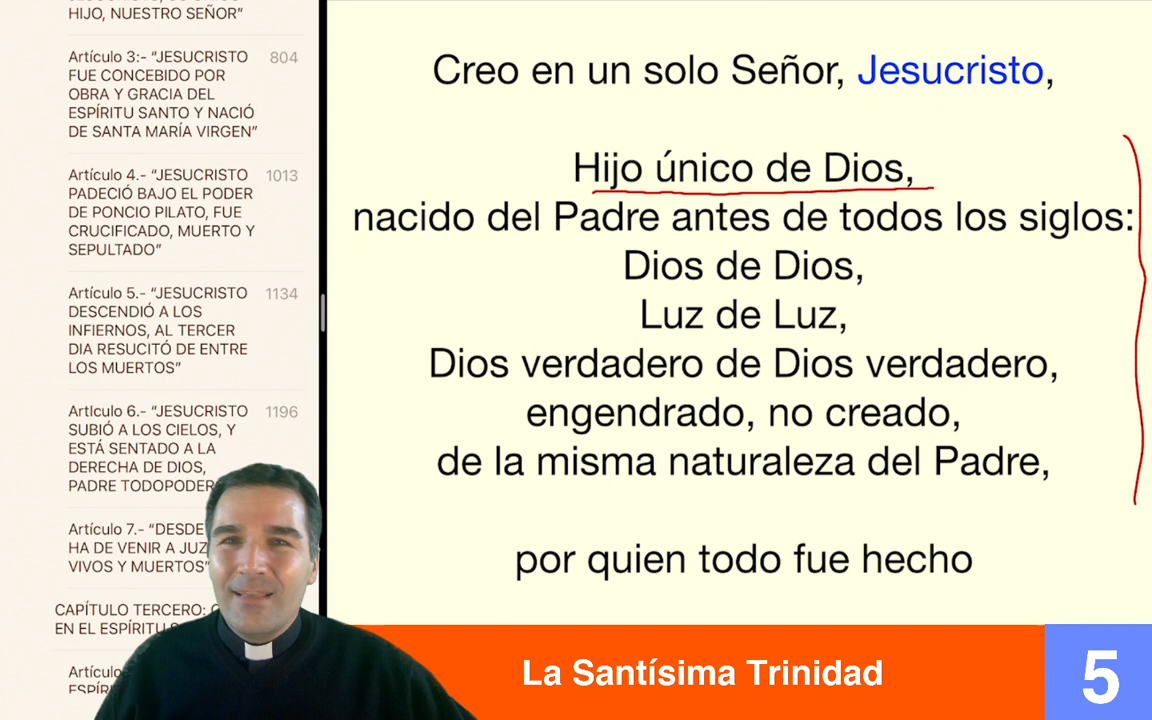 HIJO, NUESTRO SEÑOR”
Artículo 3:- “JESUCRISTO 804
FUE CONCEBIDO POR
OBRA Y GRACIA DEL
ESPÍRITU SANTO Y NACIÓ
DE SANTA MARÍA VIRGEN”
Artículo 4.- “JESUCRISTO 1013
PADECIÓ BAJO EL PODER
DE PONCIO PILATO, FUE
CRUCIFICADO, MUERTO Y
SEPULTADO”
Artículo 5.- “JESUCRISTO 1134
DESCENDIÓ A LOS
INFIERNOS, AL TERCER
DIA RESUCITÓ DE ENTRE
LOS MUERTOS”
Artlculo 6.- “JESUCRISTO 1196
SUBIÓ A LOS CIELOS, Y
ESTÁ SENTADO A LA
DERECHA DE DIOS,
PADRE TODOPODER
Artículo 7.- “DESDE
HA DE VENIR A JUZ
VIVOS Y MUERTOS”
CAPÍTULO TERCERO:
EN EL ESPÍRITU
Artículo
Creo en un solo Señor, Jesucristo,
Hijo único de Dios,
nacido del Padre antes de todos los siglos:
Dios de Dios,
Luz de Luz,
Dios verdadero de Dios verdadero,
engendrado, no creado,
de la misma naturaleza del Padre,
por quien todo fue hecho
La Santísima Trinidad
5